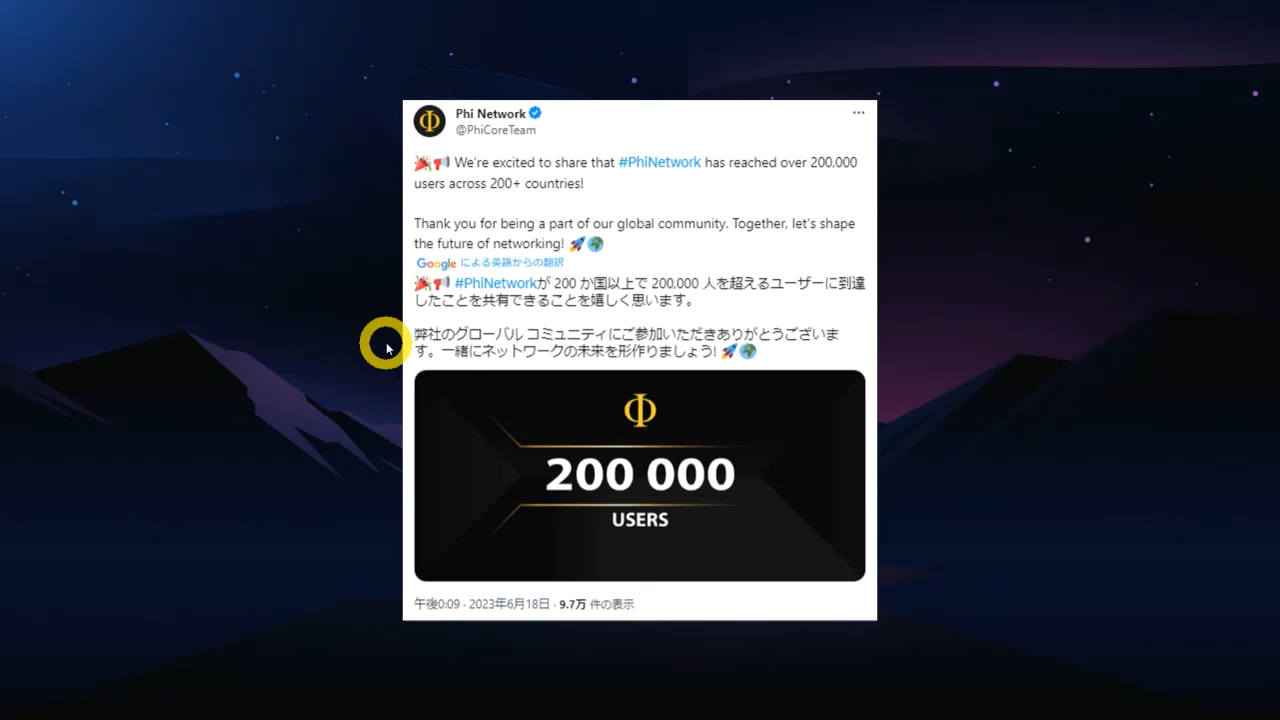 Phi Network
@PhiCoreTeam
🎉📢 We're excited to share that #PhiNetwork has reached over 200,000
users across 200+ countries!
Thank you for being a part of our global community. Together, let's shape
the future of networking! 🚀🌍
Google による英語からの翻訳
🎉📢 #PhiNetworkが 200 か国以上で 200,000 人を超えるユーザーに到達
したことを共有できることを嬉しく思います。
弊社のグローバル コミュニティにご参加いただきありがとうございま
す。一緒にネットワークの未来を形作りましょう! 🚀🌍
200 000
USERS
午後0:09 · 2023年6月18日 · 9.7万 件の表示